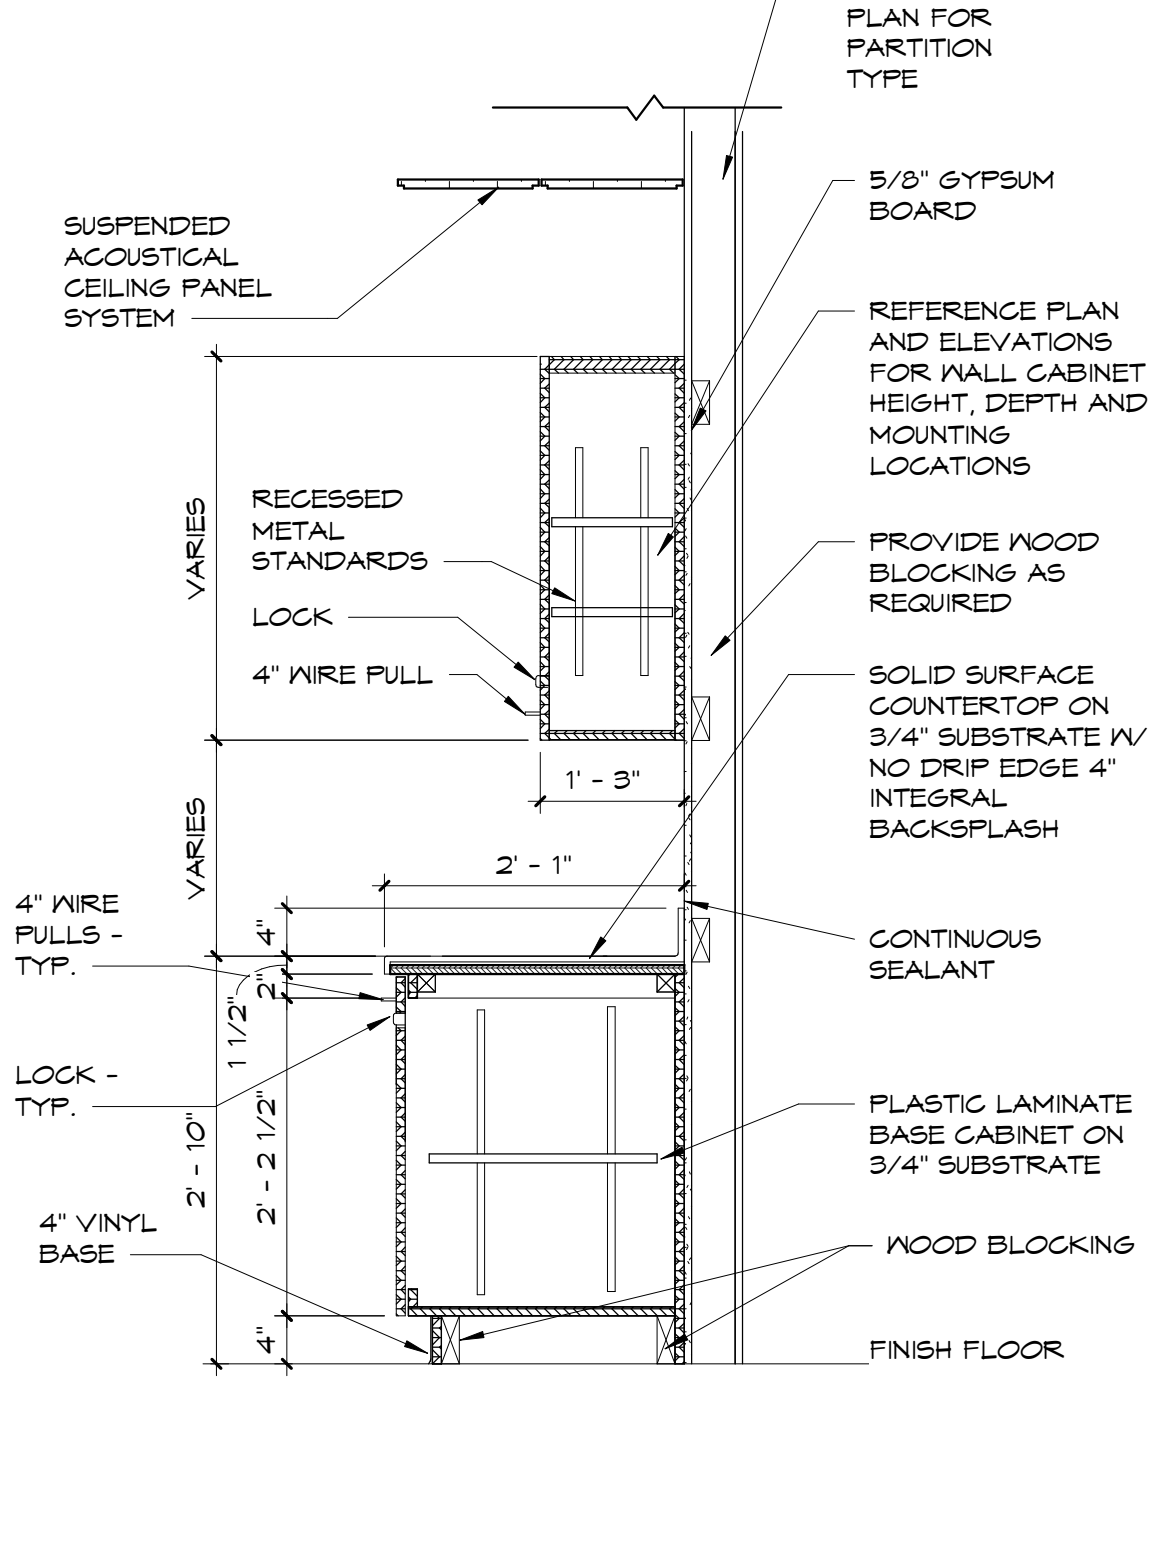 PLAN FOR
PARTITION
TYPE
5/8" GYPSUM
BOARD
SUSPENDED
ACOUSTICAL
CEILING PANEL
SYSTEM
REFERENCE PLAN
AND ELEVATIONS
FOR WALL CABINET
HEIGHT, DEPTH AND
MOUNTING
LOCATIONS
VARIES
RECESSED
METAL
STANDARDS
LOCK
4" WIRE PULL
PROVIDE WOOD
BLOCKING AS
REQUIRED
SOLID SURFACE
COUNTERTOP ON
3/4" SUBSTRATE W/
NO DRIP EDGE 4"
INTEGRAL
BACKSPLASH
1' - 3"
VARIES
2' - 1"
4" WIRE
PULLS -
TYP.
4"
2"
1 1/2"
CONTINUOUS
SEALANT
LOCK -
TYP.
2' - 10"
2' - 2 1/2"
PLASTIC LAMINATE
BASE CABINET ON
3/4" SUBSTRATE
4" VINYL
BASE
WOOD BLOCKING
4"
FINISH FLOOR